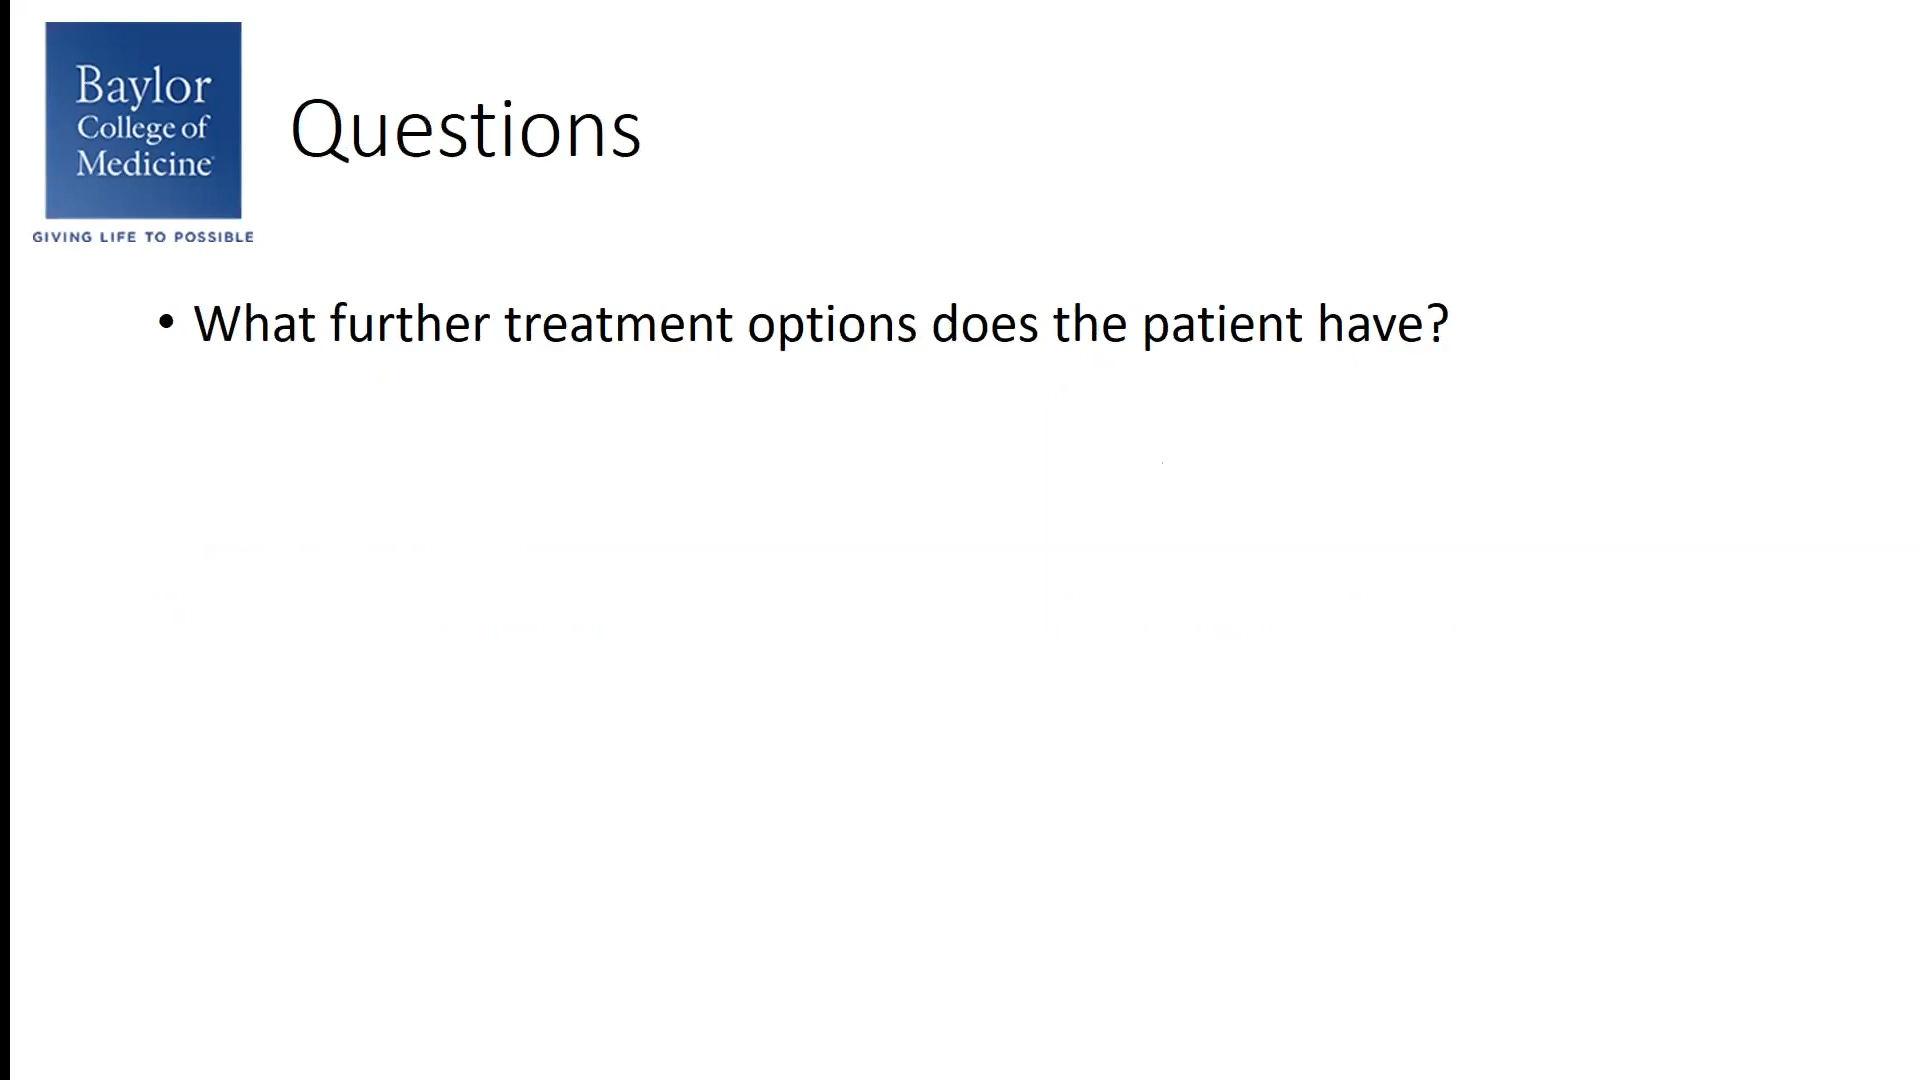 Baylor
College of
Medicine
GIVING LIFE TO POSSIBLE
Questions
• What further treatment options does the patient have?